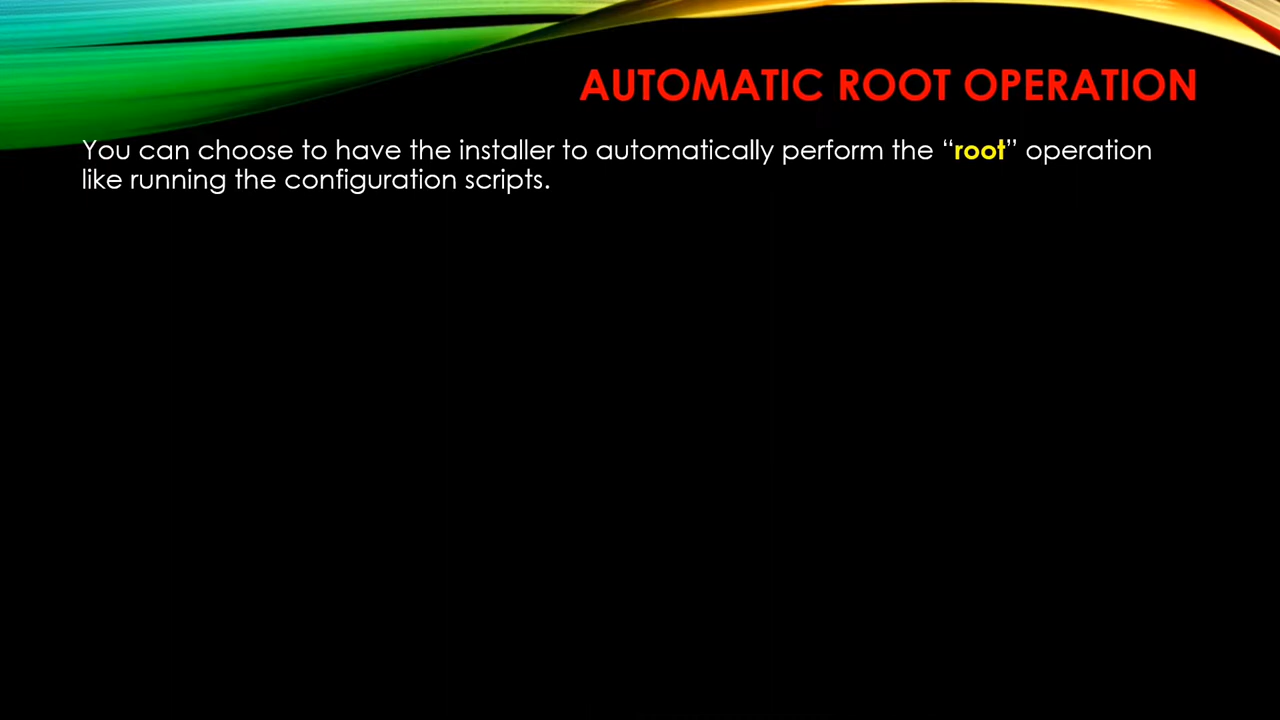 AUTOMATIC ROOT OPERATION
You can choose to have the installer to automatically perform the “root” operation
like running the configuration scripts.